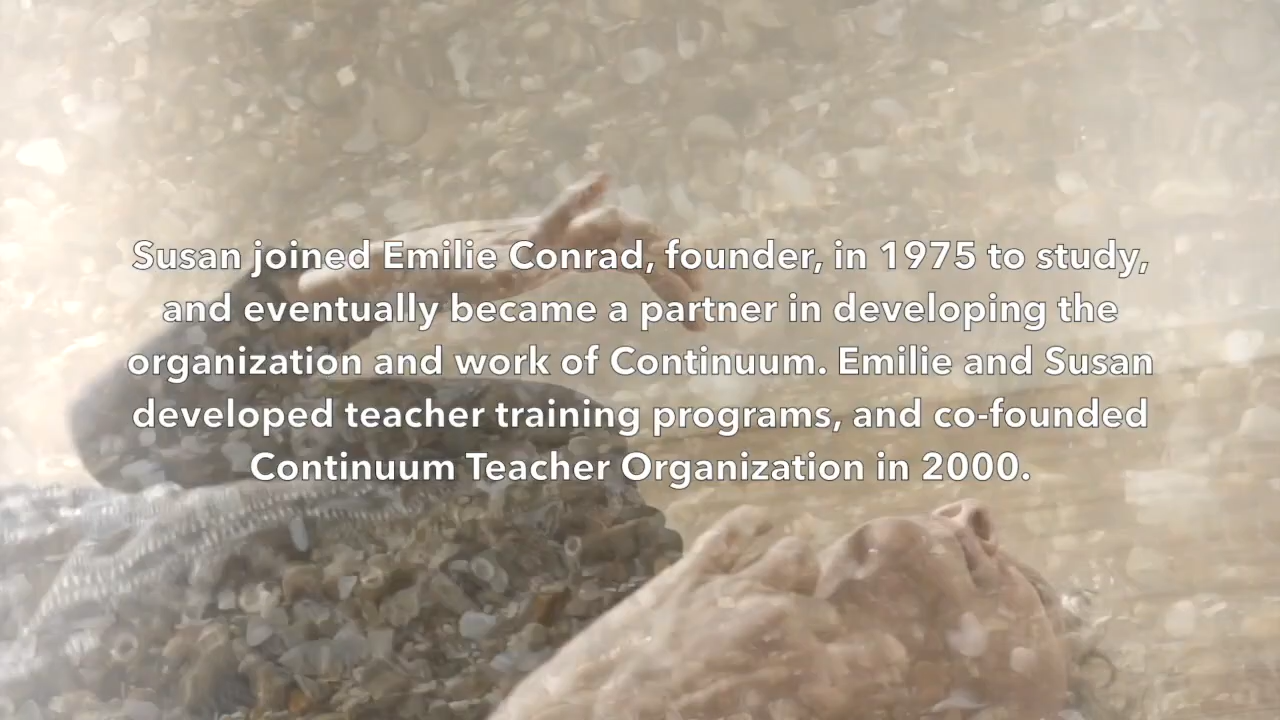 Susan joined Emilie Conrad, founder, in 1975 to study,
and eventually became a partner in developing the
organization and work of Continuum. Emilie and Susan
developed teacher training programs, and co-founded
Continuum Teacher Organization in 2000.